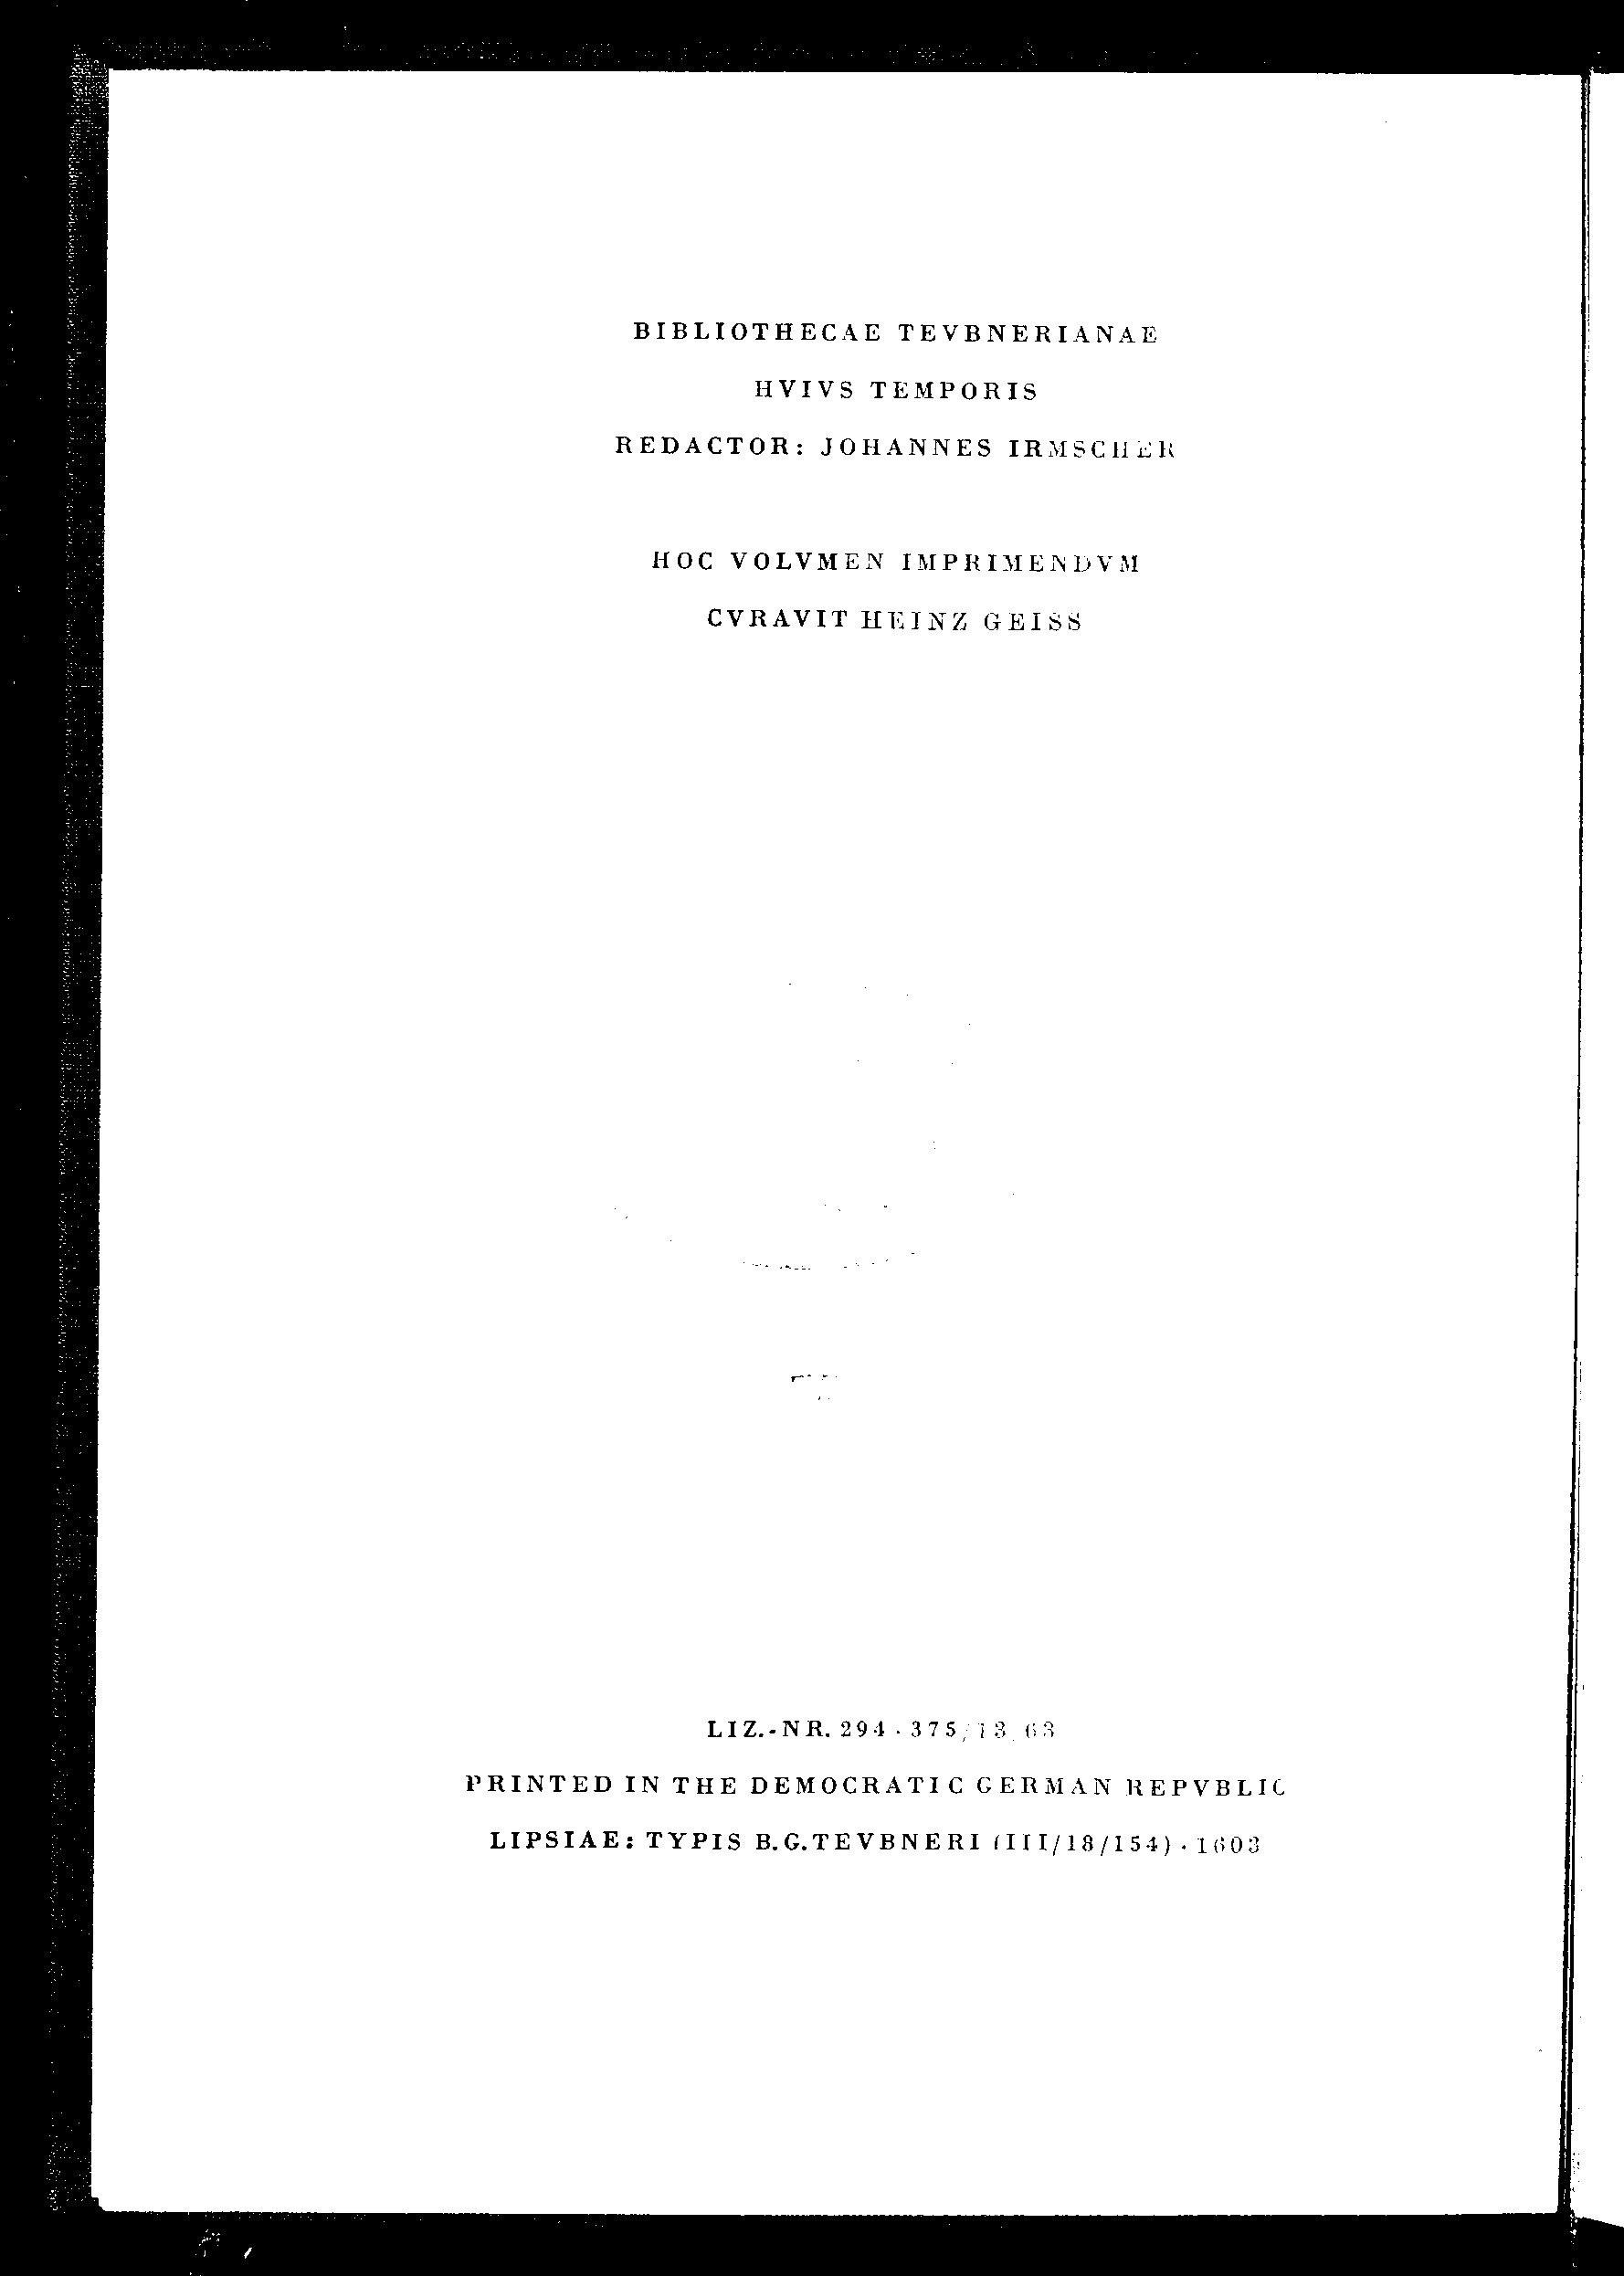 BIBLIOTHECAE TEVBNERIANAE
HVIVS TEMPORIS
REDACTOR: JOHANNES IRMSCHER
HOC VOLVMEN IMPRIMENDVM
CVRAVIT HEINZ GEISS
LIZ.-NR. 294 · 375/13/63
PRINTED IN THE DEMOCRATIC GERMAN REPVBLIC
LIPSIAE: TYPIS B.G.TEVBNERI (III/18/154) · 1603